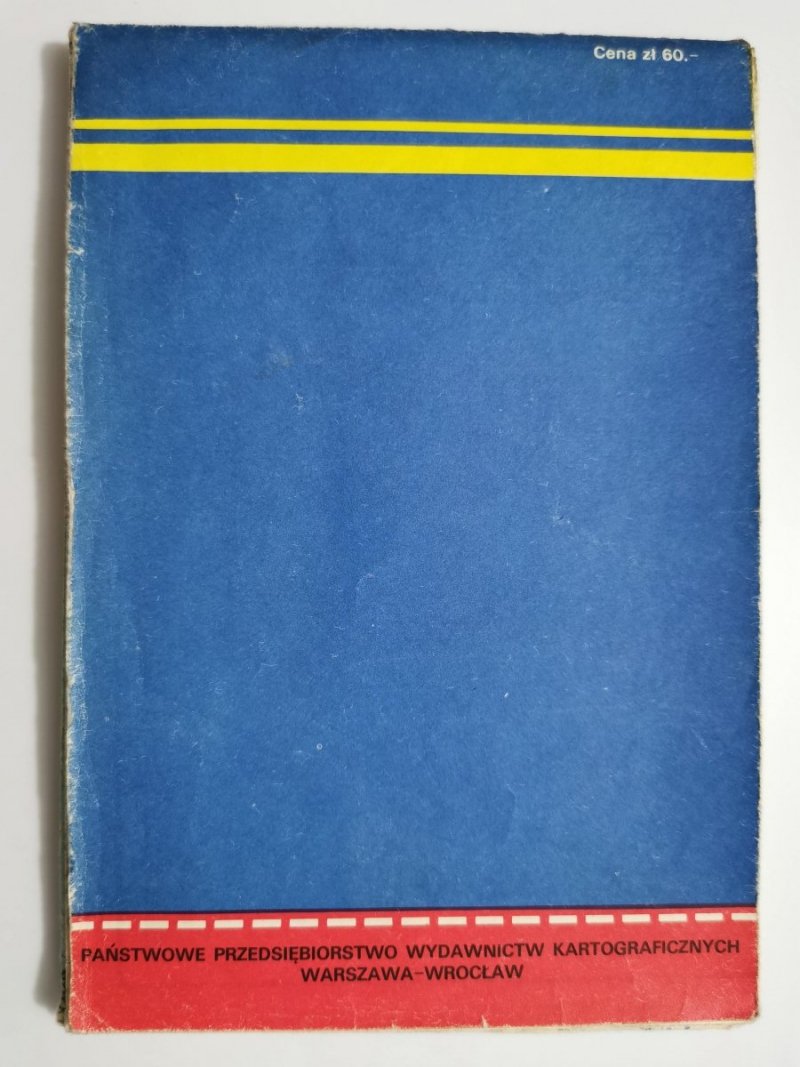 Cena zł 60.-
PAŃSTWOWE PRZEDSIĘBIORSTWO WYDAWNICTW KARTOGRAFICZNYCH
WARSZAWA-WROCŁAW